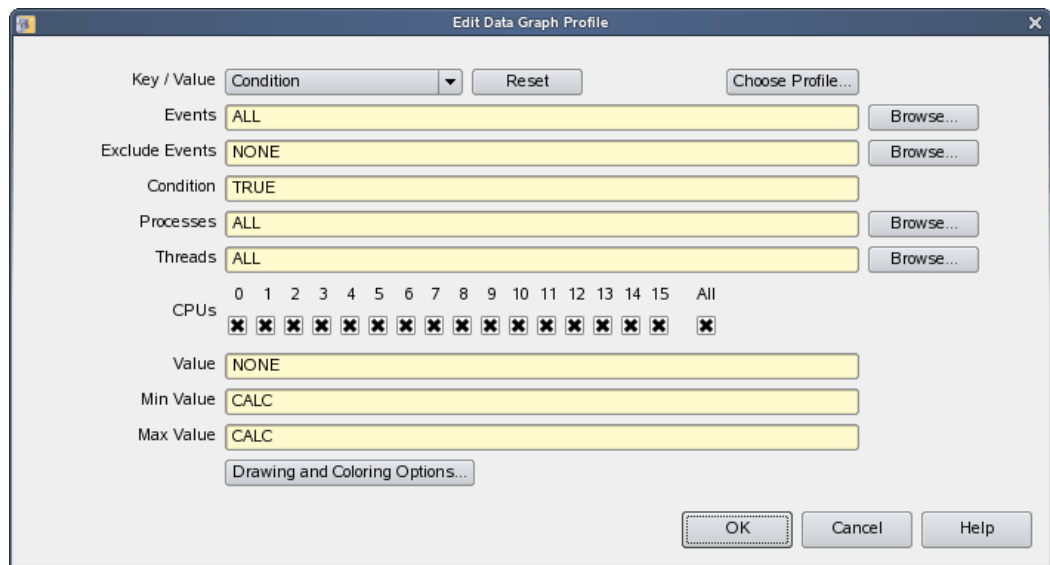 Edit Data Graph Profile
Key / Value Condition Reset Choose Profile...
Events ALL Browse...
Exclude Events NONE Browse...
Condition TRUE
Processes ALL Browse...
Threads ALL Browse...
0 1 2 3 4 5 6 7 8 9 10 11 12 13 14 15 All
CPUs
Value NONE
Min Value CALC
Max Value CALC
Drawing and Coloring Options...
OK Cancel Help